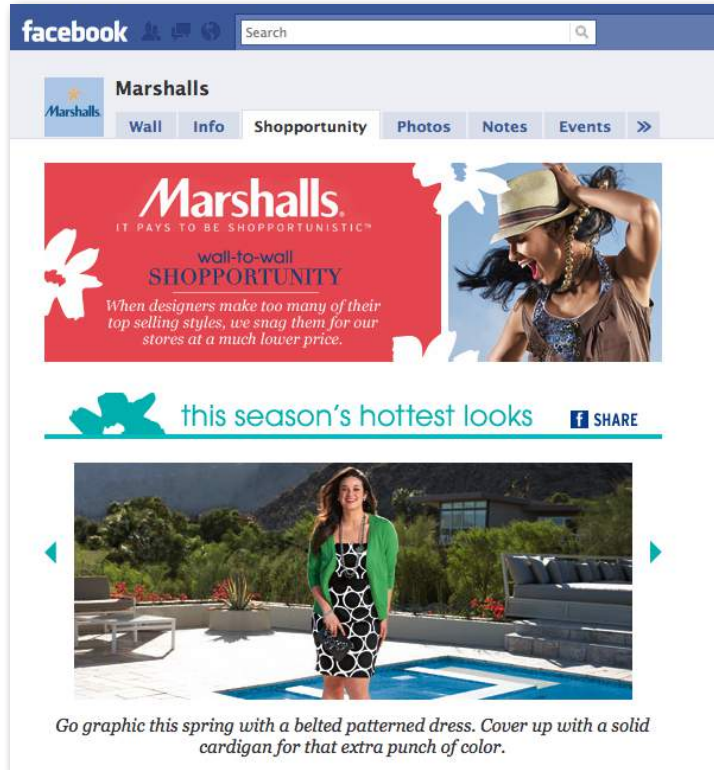 facebook
Search
Marshalls
Marshalls.
Wall Info Shopportunity Photos Notes Events »
Marshalls.
IT PAYS TO BE SHOPPORTUNISTIC™
wall-to-wall
SHOPPORTUNITY
When designers make too many of their
top selling styles, we snag them for our
stores at a much lower price.
this season's hottest looks
f SHARE
Go graphic this spring with a belted patterned dress. Cover up with a solid
cardigan for that extra punch of color.